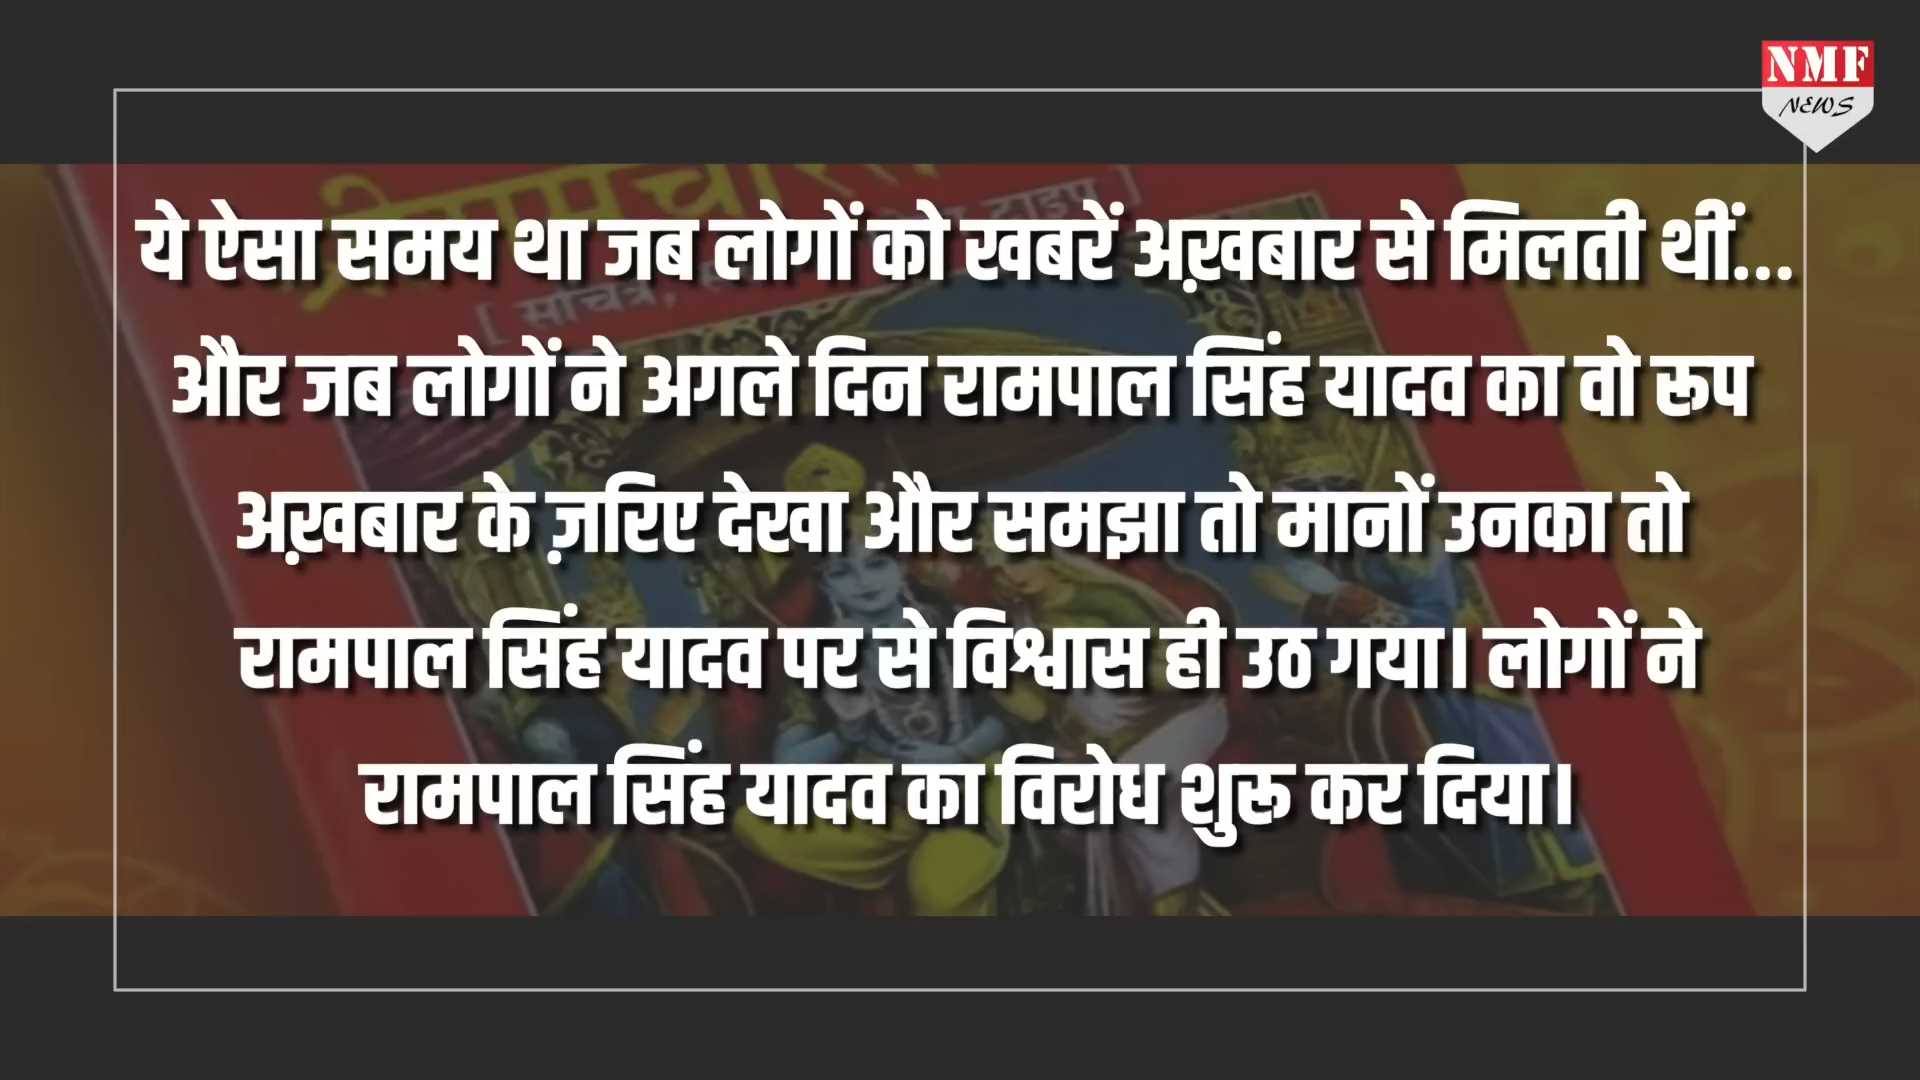 NMF
NEWS
ये ऐसा समय था जब लोगों को खबरें अख़बार से मिलती थीं...
और जब लोगों ने अगले दिन रामपाल सिंह यादव का वो रूप
अख़बार के ज़रिए देखा और समझा तो मानों उनका तो
रामपाल सिंह यादव पर से विश्वास ही उठ गया। लोगों ने
रामपाल सिंह यादव का विरोध शुरू कर दिया।